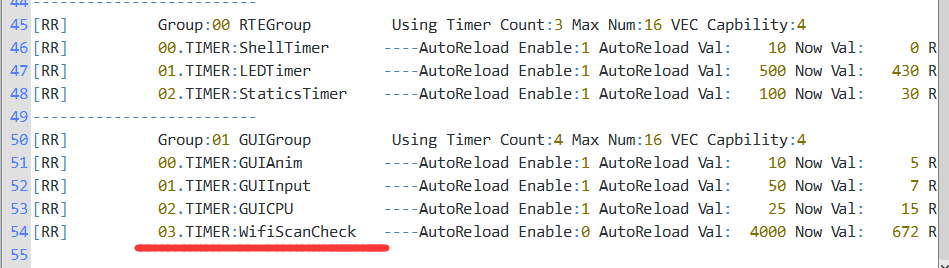 44 -------------------------
45 [RR] Group:00 RTEGroup Using Timer Count:3 Max Num:16 VEC Capbility:4
46 [RR] 00.TIMER:ShellTimer ----AutoReload Enable:1 AutoReload Val: 10 Now Val: 0 R
47 [RR] 01.TIMER:LEDTimer ----AutoReload Enable:1 AutoReload Val: 500 Now Val: 430 R
48 [RR] 02.TIMER:StaticsTimer ----AutoReload Enable:1 AutoReload Val: 100 Now Val: 30 R
49 -------------------------
50 [RR] Group:01 GUIGroup Using Timer Count:4 Max Num:16 VEC Capbility:4
51 [RR] 00.TIMER:GUIAnim ----AutoReload Enable:1 AutoReload Val: 10 Now Val: 5 R
52 [RR] 01.TIMER:GUIInput ----AutoReload Enable:1 AutoReload Val: 50 Now Val: 7 R
53 [RR] 02.TIMER:GUICPU ----AutoReload Enable:1 AutoReload Val: 25 Now Val: 15 R
54 [RR] 03.TIMER:WifiScanCheck ----AutoReload Enable:0 AutoReload Val: 4000 Now Val: 672 R
55